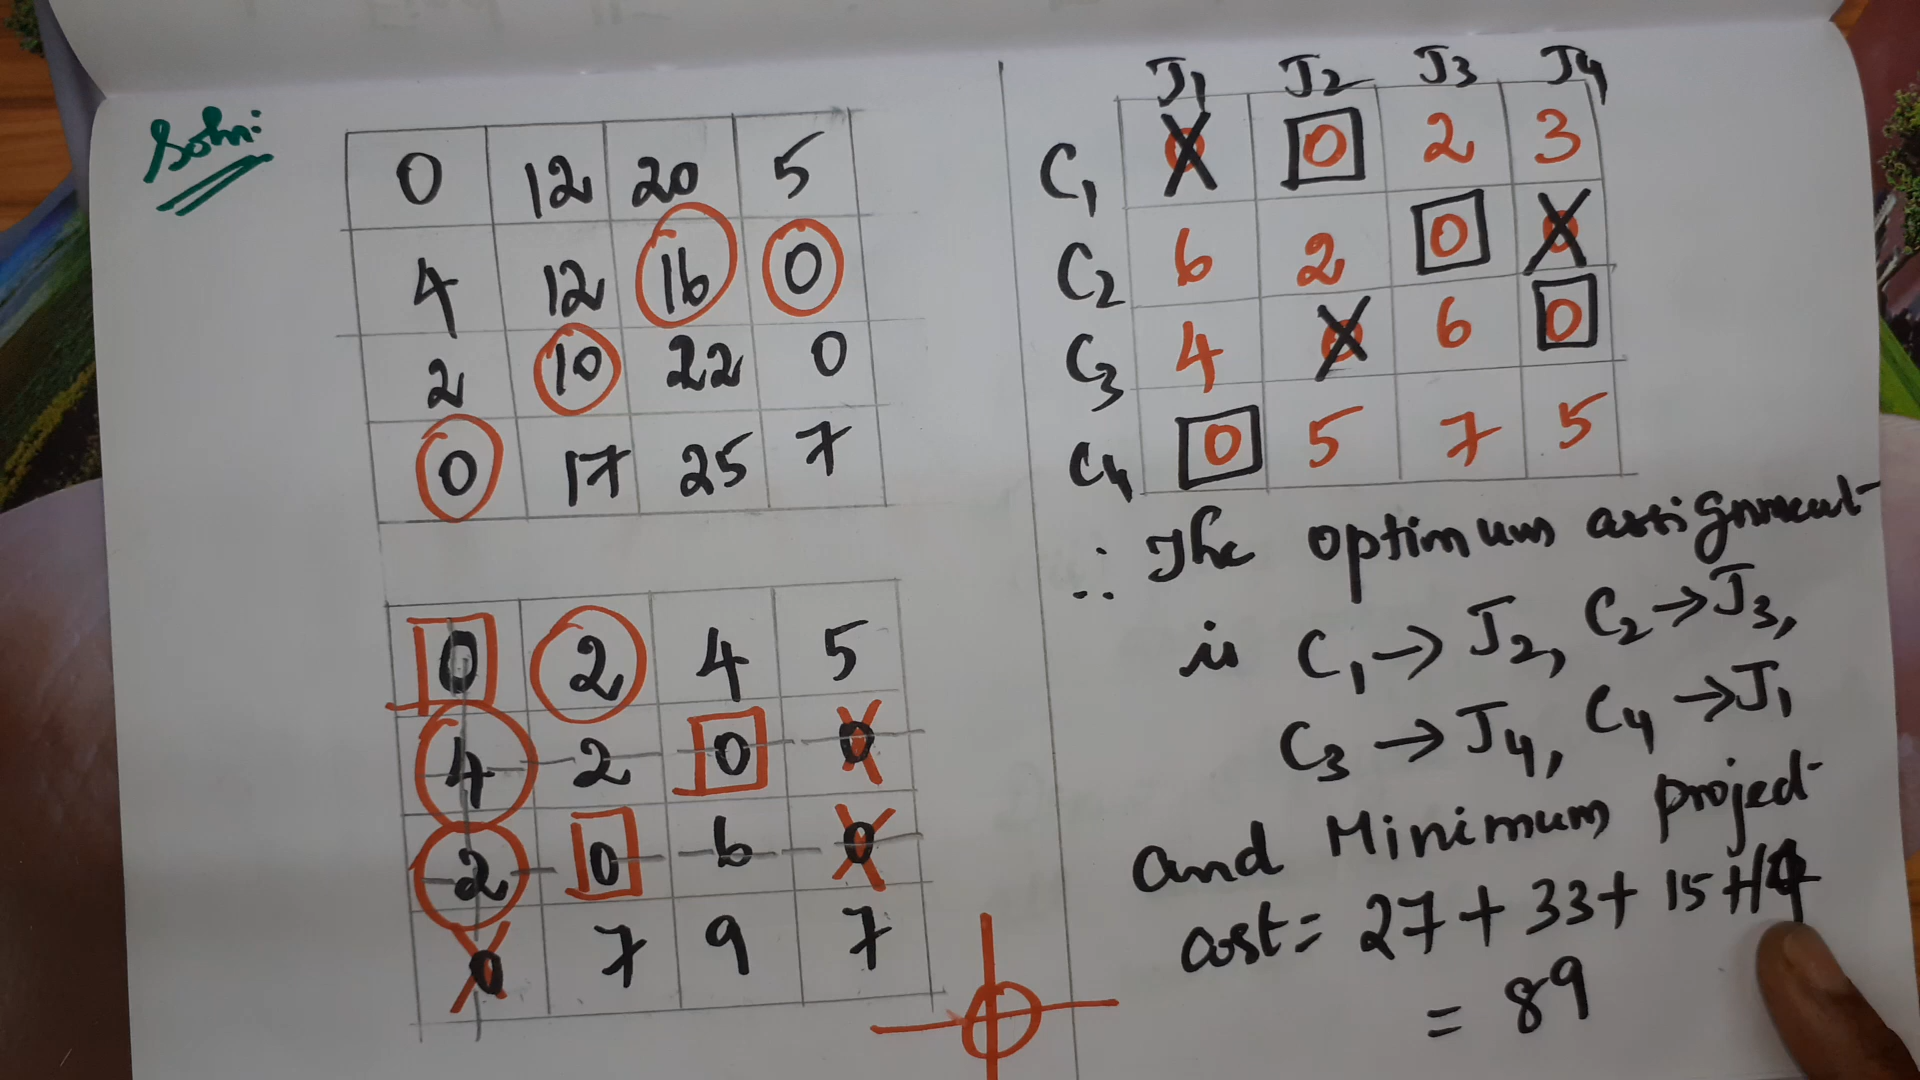 Soln:
0 12 20 5
4 12 16 0
2 10 22 0
0 17 25 7
0 2 4 5
4 2 0 0
2 0 6 0
0 7 9 7
J1 J2 J3 J4
C1 0 0 2 3
C2 6 2 0 0
C3 4 0 6 0
C4 0 5 7 5
∴ The optimum assignment
is C1 → J2, C2 → J3,
C3 → J4, C4 → J1
and Minimum project
cost = 27 + 33 + 15 + 14
= 89